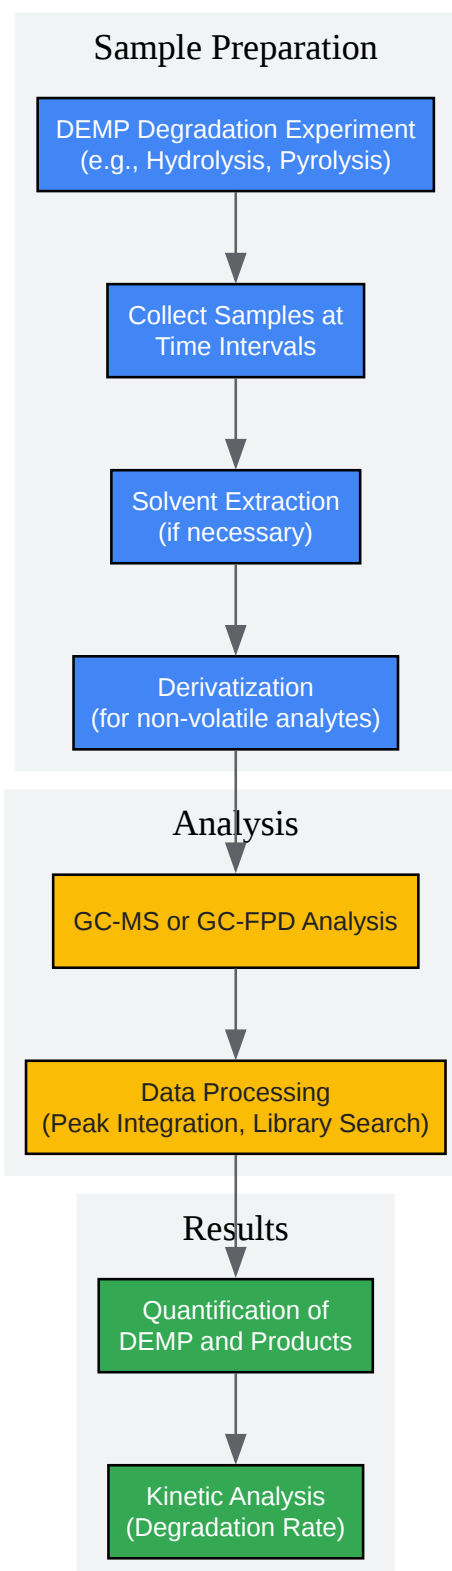 Sample Preparation
DEMP Degradation Experiment
(e.g., Hydrolysis, Pyrolysis)
Collect Samples at
Time Intervals
Solvent Extraction
(if necessary)
Derivatization
(for non-volatile analytes)
Analysis
GC-MS or GC-FPD Analysis
Data Processing
(Peak Integration, Library Search)
Results
Quantification of
DEMP and Products
Kinetic Analysis
(Degradation Rate)